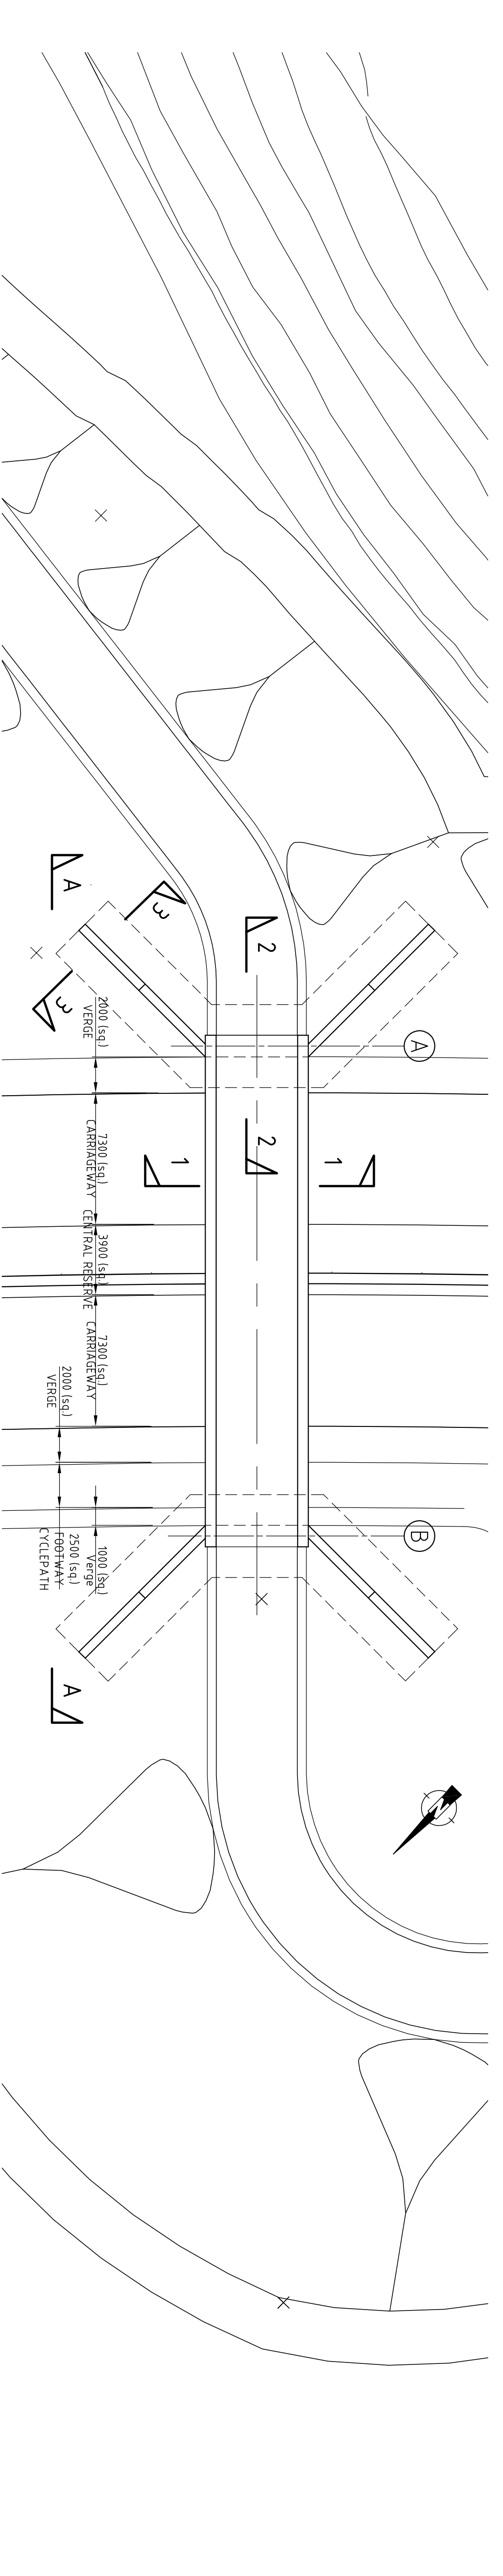 A
3
2
3
2000 (sq.)
VERGE
A
2
1
1
7300 (sq.)
CARRIAGEWAY
3900 (sq.)
CENTRAL RESERVE
7300 (sq.)
CARRIAGEWAY
2000 (sq.)
VERGE
2500 (sq.)
FOOTWAY
CYCLEPATH
1000 (sq.)
Verge
B
A
N